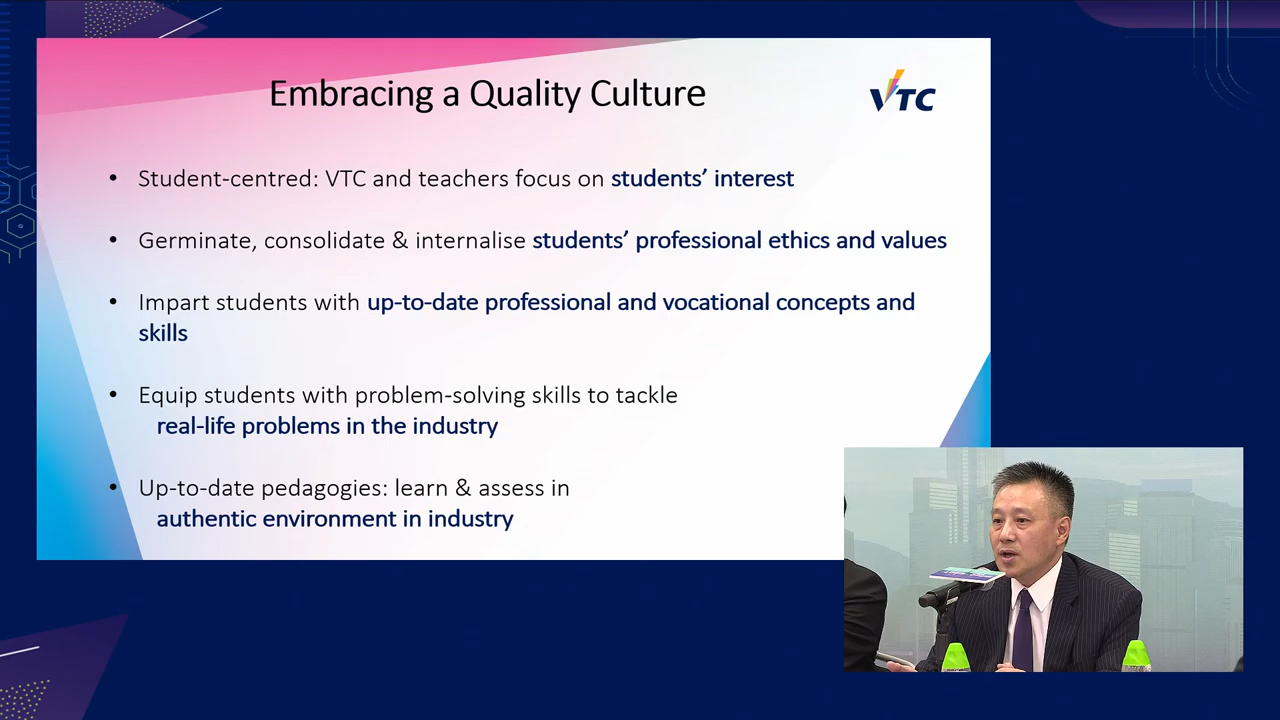 Embracing a Quality Culture
VTC
• Student-centred: VTC and teachers focus on students’ interest
• Germinate, consolidate & internalise students’ professional ethics and values
• Impart students with up-to-date professional and vocational concepts and
skills
• Equip students with problem-solving skills to tackle
real-life problems in the industry
• Up-to-date pedagogies: learn & assess in
authentic environment in industry